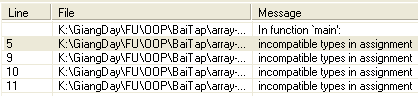 Line File Message
K:\GiangDay\FU\OOP\BaiTap\array-... In function `main':
5 K:\GiangDay\FU\OOP\BaiTap\array-... incompatible types in assignment
9 K:\GiangDay\FU\OOP\BaiTap\array-... incompatible types in assignment
10 K:\GiangDay\FU\OOP\BaiTap\array-... incompatible types in assignment
11 K:\GiangDay\FU\OOP\BaiTap\array-... incompatible types in assignment